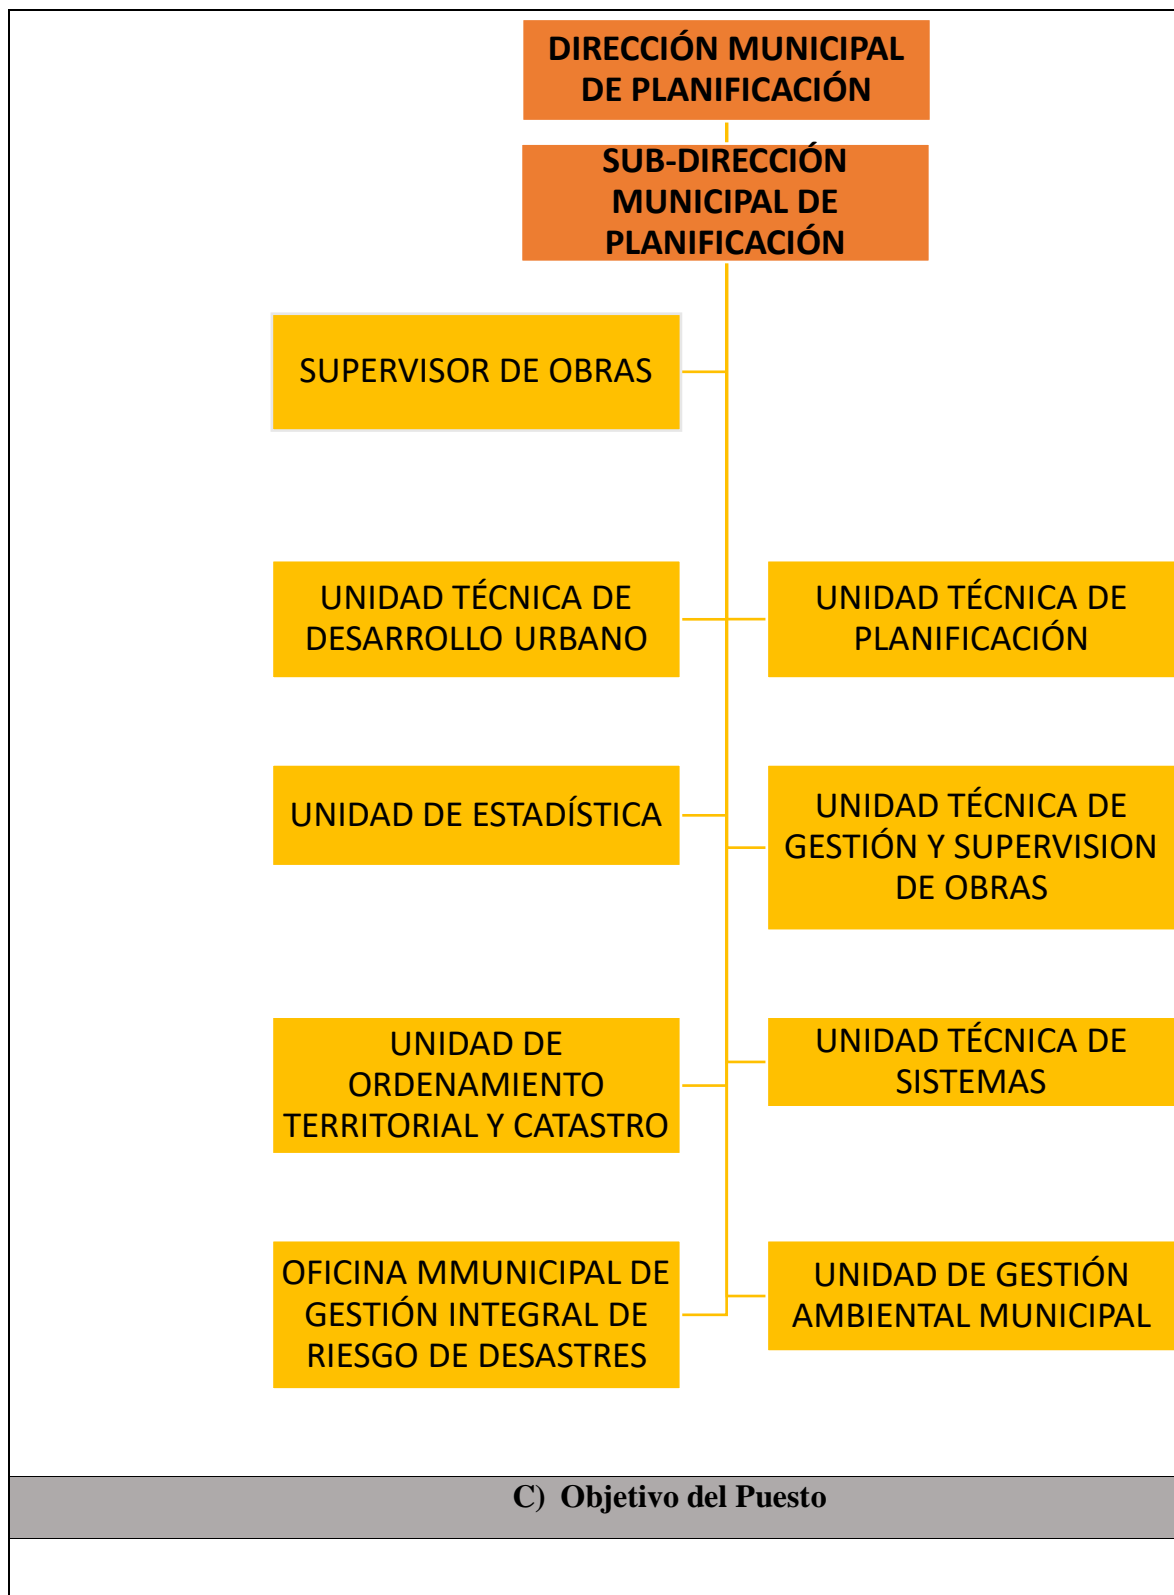 DIRECCIÓN MUNICIPAL
DE PLANIFICACIÓN
SUB-DIRECCIÓN
MUNICIPAL DE
PLANIFICACIÓN
SUPERVISOR DE OBRAS
UNIDAD TÉCNICA DE
DESARROLLO URBANO
UNIDAD TÉCNICA DE
PLANIFICACIÓN
UNIDAD DE ESTADÍSTICA
UNIDAD TÉCNICA DE
GESTIÓN Y SUPERVISION
DE OBRAS
UNIDAD DE
ORDENAMIENTO
TERRITORIAL Y CATASTRO
UNIDAD TÉCNICA DE
SISTEMAS
OFICINA MMUNICIPAL DE
GESTIÓN INTEGRAL DE
RIESGO DE DESASTRES
UNIDAD DE GESTIÓN
AMBIENTAL MUNICIPAL
C) Objetivo del Puesto